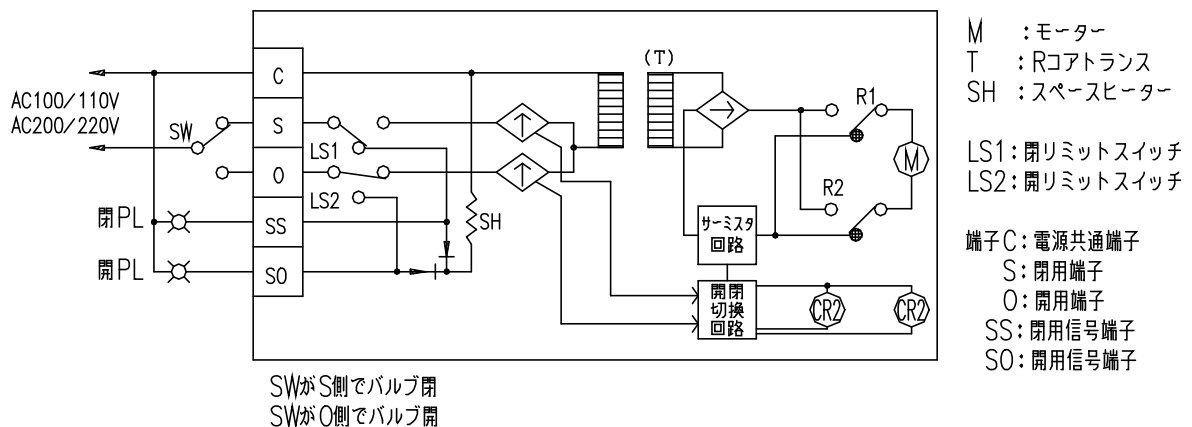 (T)
M : モーター
T : Rコアトランス
SH : スペースヒーター
C
AC100/110V
R1
AC200/220V
SW
S
LS1
M
LS1 : 閉リミットスイッチ
O
LS2
R2
LS2 : 開リミットスイッチ
閉PL
SS
SH
サーミスタ
回路
端子C : 電源共通端子
開PL
SO
S : 閉用端子
開閉
切換
回路
CR2
CR2
O : 開用端子
SS : 閉用信号端子
SO : 開用信号端子
SWがS側でバルブ閉
SWがO側でバルブ開